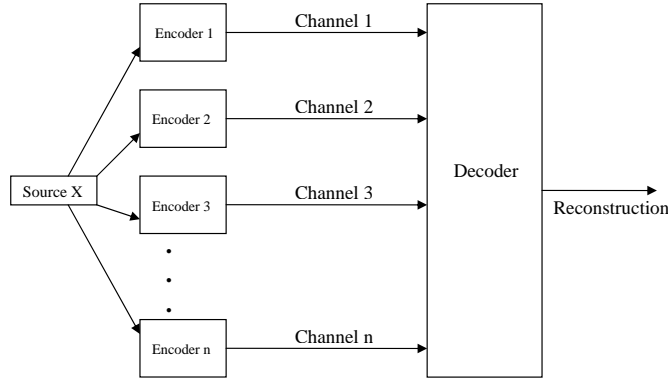 Source X
Encoder 1
Channel 1
Encoder 2
Channel 2
Encoder 3
Channel 3
Encoder n
Channel n
Decoder
Reconstruction